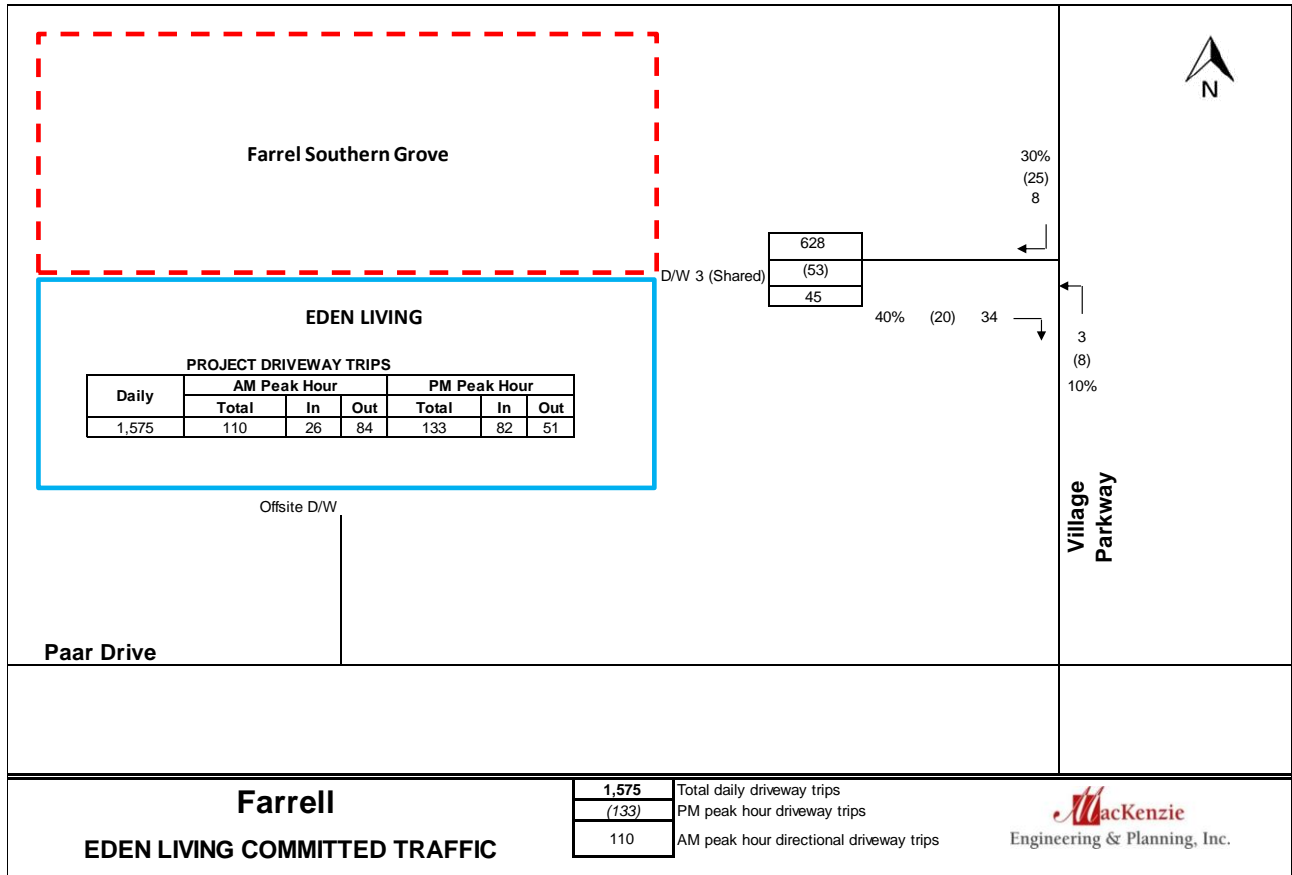 N
Farrel Southern Grove
30%
(25)
8
628
D/W 3 (Shared) (53)
45
40% (20) 34
3
(8)
10%
EDEN LIVING
PROJECT DRIVEWAY TRIPS
Daily AM Peak Hour PM Peak Hour
Total In Out Total In Out
1,575 110 26 84 133 82 51
Offsite D/W
Village
Parkway
Paar Drive
Farrell
EDEN LIVING COMMITTED TRAFFIC
1,575 Total daily driveway trips
(133) PM peak hour driveway trips
110 AM peak hour directional driveway trips
MacKenzie
Engineering & Planning, Inc.